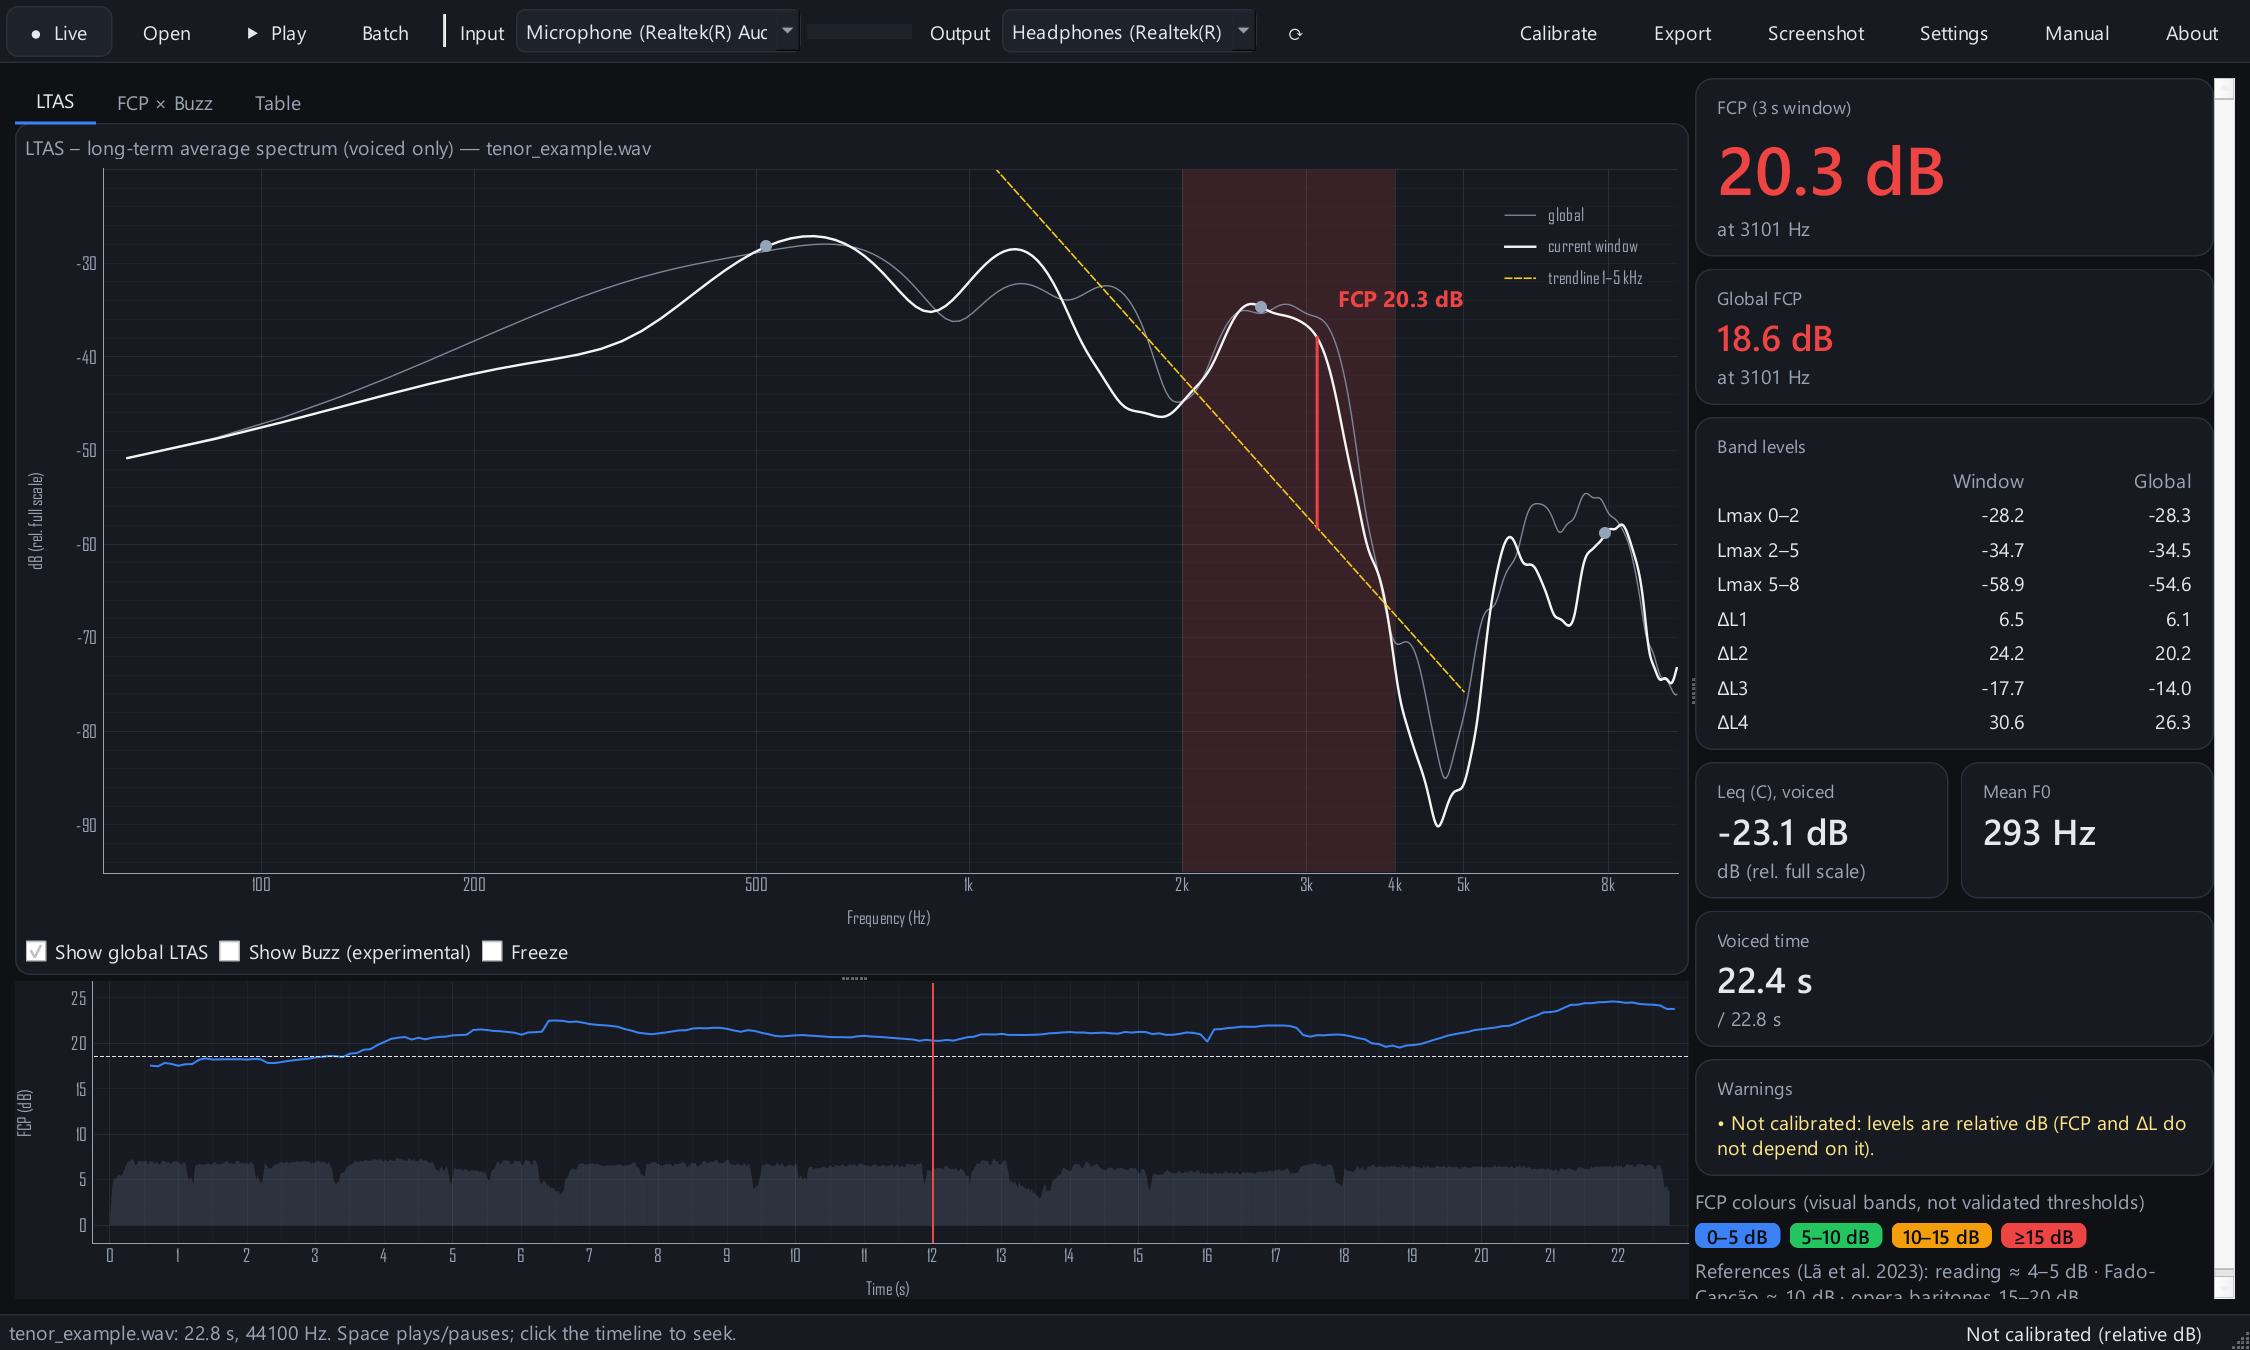 ● Live Open ▶ Play Batch Input Microphone (Realtek(R) Auc Output Headphones (Realtek(R) ⟳ Calibrate Export Screenshot Settings Manual About
LTAS FCP × Buzz Table
LTAS – long-term average spectrum (voiced only) — tenor_example.wav
global
current window
trendline 1–5 kHz
FCP 20.3 dB
dB (rel. full scale)
-30
-40
-50
-60
-70
-80
-90
100 200 500 1k 2k 3k 4k 5k 8k
Frequency (Hz)
Show global LTAS Show Buzz (experimental) Freeze
FCP (dB)
25
20
15
10
5
0
0 1 2 3 4 5 6 7 8 9 10 11 12 13 14 15 16 17 18 19 20 21 22
Time (s)
FCP (3 s window)
20.3 dB
at 3101 Hz
Global FCP
18.6 dB
at 3101 Hz
Band levels
Window Global
Lmax 0–2 -28.2 -28.3
Lmax 2–5 -34.7 -34.5
Lmax 5–8 -58.9 -54.6
ΔL1 6.5 6.1
ΔL2 24.2 20.2
ΔL3 -17.7 -14.0
ΔL4 30.6 26.3
Leq (C), voiced
-23.1 dB
dB (rel. full scale)
Mean F0
293 Hz
Voiced time
22.4 s
/ 22.8 s
Warnings
• Not calibrated: levels are relative dB (FCP and ΔL do
not depend on it).
FCP colours (visual bands, not validated thresholds)
0–5 dB 5–10 dB 10–15 dB ≥15 dB
References (Lã et al. 2023): reading ≈ 4–5 dB · Fado-
Canção ≈ 10 dB · opera baritones 15–20 dB
tenor_example.wav: 22.8 s, 44100 Hz. Space plays/pauses; click the timeline to seek.
Not calibrated (relative dB)